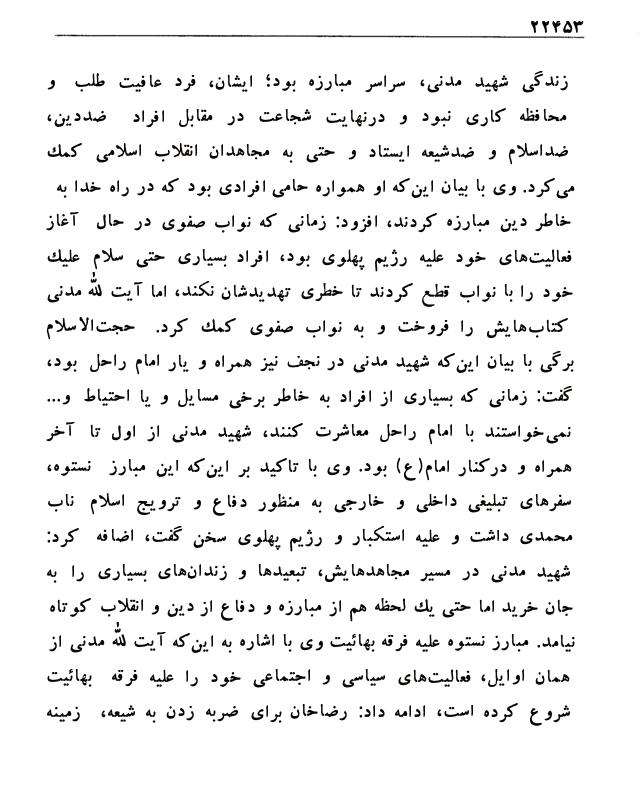 ۲۲۴۵۳
زندگی شهید مدنی، سراسر مبارزه بود؛ ایشان، فرد عافیت طلب و
محافظه کاری نبود و درنهایت شجاعت در مقابل افراد ضددین،
ضداسلام و ضدشیعه ایستاد و حتی به مجاهدان انقلاب اسلامی کمك
می‌کرد. وی با بیان این‌که او همواره حامی افرادی بود که در راه خدا به
خاطر دین مبارزه کردند، افزود: زمانی که نواب صفوی در حال آغاز
فعالیت‌های خود علیه رژیم پهلوی بود، افراد بسیاری حتی سلام علیك
خود را با نواب قطع کردند تا خطری تهدیدشان نکند، اما آیت لله مدنی
کتاب‌هایش را فروخت و به نواب صفوی کمك کرد. حجت‌الاسلام
برگی با بیان این‌که شهید مدنی در نجف نیز همراه و یار امام راحل بود،
گفت: زمانی که بسیاری از افراد به خاطر برخی مسایل و یا احتیاط و...
نمی‌خواستند با امام راحل معاشرت کنند، شهید مدنی از اول تا آخر
همراه و درکنار امام(ع) بود. وی با تاکید بر این‌که این مبارز نستوه،
سفرهای تبلیغی داخلی و خارجی به منظور دفاع و ترویج اسلام ناب
محمدی داشت و علیه استکبار و رژیم پهلوی سخن گفت، اضافه کرد:
شهید مدنی در مسیر مجاهدهایش، تبعیدها و زندان‌های بسیاری را به
جان خرید اما حتی یك لحظه هم از مبارزه و دفاع از دین و انقلاب کوتاه
نیامد. مبارز نستوه علیه فرقه بهائیت وی با اشاره به این‌که آیت لله مدنی از
همان اوایل، فعالیت‌های سیاسی و اجتماعی خود را علیه فرقه بهائیت
شروع کرده است، ادامه داد: رضاخان برای ضربه زدن به شیعه، زمینه